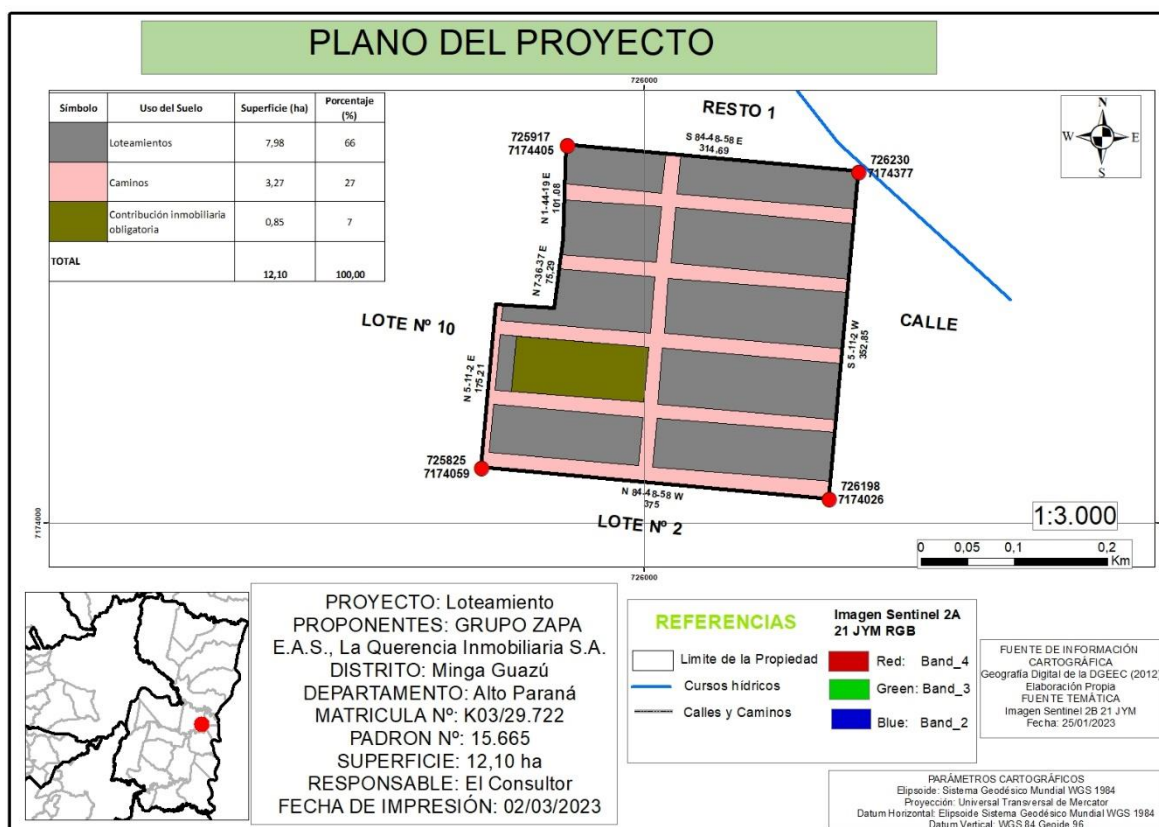 PLANO DEL PROYECTO
Símbolo Uso del Suelo Superficie (ha) Porcentaje (%)
Loteamientos 7,98 66
Caminos 3,27 27
Contribución inmobiliaria obligatoria 0,85 7
TOTAL 12,10 100,00
726000
RESTO 1
S 84-48-58 E
314.69
725917
7174405
726230
7174377
N
W E
S
N 1-44-19 E
101.08
N 7-36-37 E
75.29
LOTE Nº 10
CALLE
S 5-11-2 W
352.85
N 5-11-2 E
175.21
725825
7174059
726198
7174026
N 84-48-58 W
375
LOTE Nº 2
7174000
726000
1:3.000
0 0,05 0,1 0,2
Km
PROYECTO: Loteamiento
PROPONENTES: GRUPO ZAPA
E.A.S., La Querencia Inmobiliaria S.A.
DISTRITO: Minga Guazú
DEPARTAMENTO: Alto Paraná
MATRICULA Nº: K03/29.722
PADRON Nº: 15.665
SUPERFICIE: 12,10 ha
RESPONSABLE: El Consultor
FECHA DE IMPRESIÓN: 02/03/2023
REFERENCIAS
Limite de la Propiedad
Cursos hídricos
Calles y Caminos
Imagen Sentinel 2A
21 JYM RGB
Red: Band_4
Green: Band_3
Blue: Band_2
FUENTE DE INFORMACIÓN
CARTOGRÁFICA
Geografía Digital de la DGEEC (2012)
Elaboración Propia
FUENTE TEMÁTICA
Imagen Sentinel 2B 21 JYM
Fecha: 25/01/2023
PARÁMETROS CARTOGRÁFICOS
Elipsoide: Sistema Geodésico Mundial WGS 1984
Proyección: Universal Transversal de Mercator
Datum Horizontal: Elipsoide Sistema Geodésico Mundial WGS 1984
Datum Vertical: WGS 84 Geoide 96